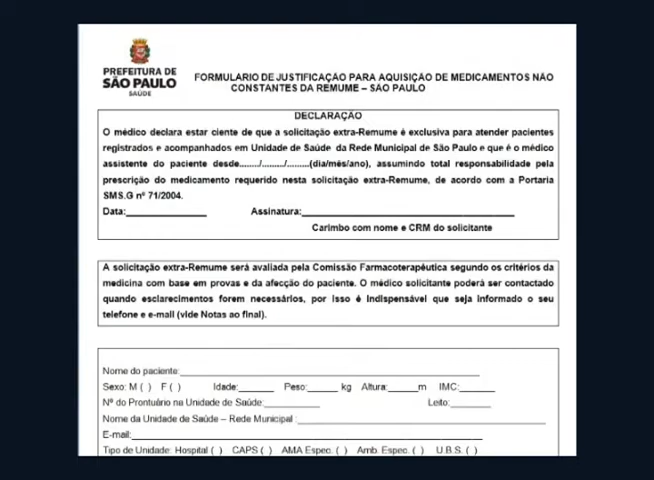 PREFEITURA DE
SÃO PAULO
SAÚDE
FORMULARIO DE JUSTIFICAÇÃO PARA AQUISIÇÃO DE MEDICAMENTOS NÃO
CONSTANTES DA REMUME – SÃO PAULO
DECLARAÇÃO
O médico declara estar ciente de que a solicitação extra-Remume é exclusiva para atender pacientes
registrados e acompanhados em Unidade de Saúde da Rede Municipal de São Paulo e que é o médico
assistente do paciente desde......../........./.........(dia/mês/ano), assumindo total responsabilidade pela
prescrição do medicamento requerido nesta solicitação extra-Remume, de acordo com a Portaria
SMS.G nº 71/2004.
Data:________________ Assinatura:___________________________________________
Carimbo com nome e CRM do solicitante
A solicitação extra-Remume será avaliada pela Comissão Farmacoterapêutica segundo os critérios da
medicina com base em provas e da afecção do paciente. O médico solicitante poderá ser contactado
quando esclarecimentos forem necessários, por isso é indispensável que seja informado o seu
telefone e e-mail (vide Notas ao final).
Nome do paciente:____________________________________________________________
Sexo: M ( ) F ( ) Idade:_______ Peso:______ kg Altura:______m IMC:_______
Nº do Prontuário na Unidade de Saúde:___________ Leito:________
Nome da Unidade de Saúde – Rede Municipal :__________________________________________________
E-mail:______________________________________________________________________
Tipo de Unidade: Hospital ( ) CAPS ( ) AMA Espec. ( ) Amb. Espec. ( ) U.B.S. ( )